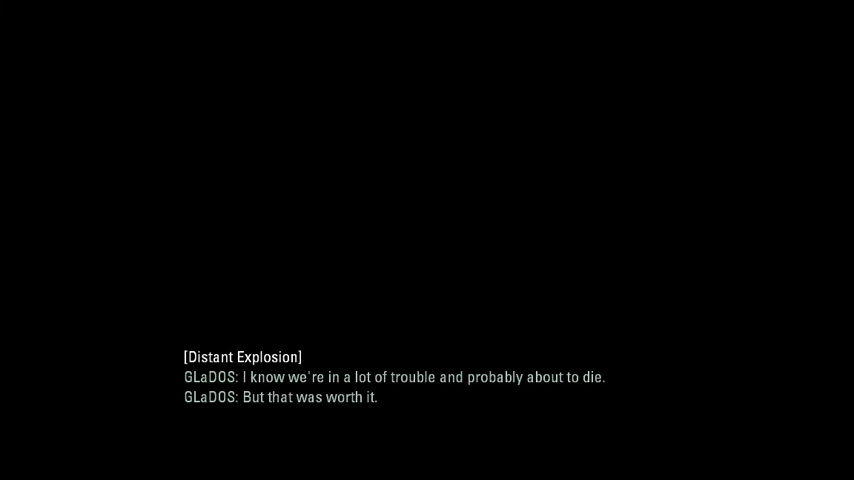 [Distant Explosion]
GLaDOS: I know we're in a lot of trouble and probably about to die.
GLaDOS: But that was worth it.